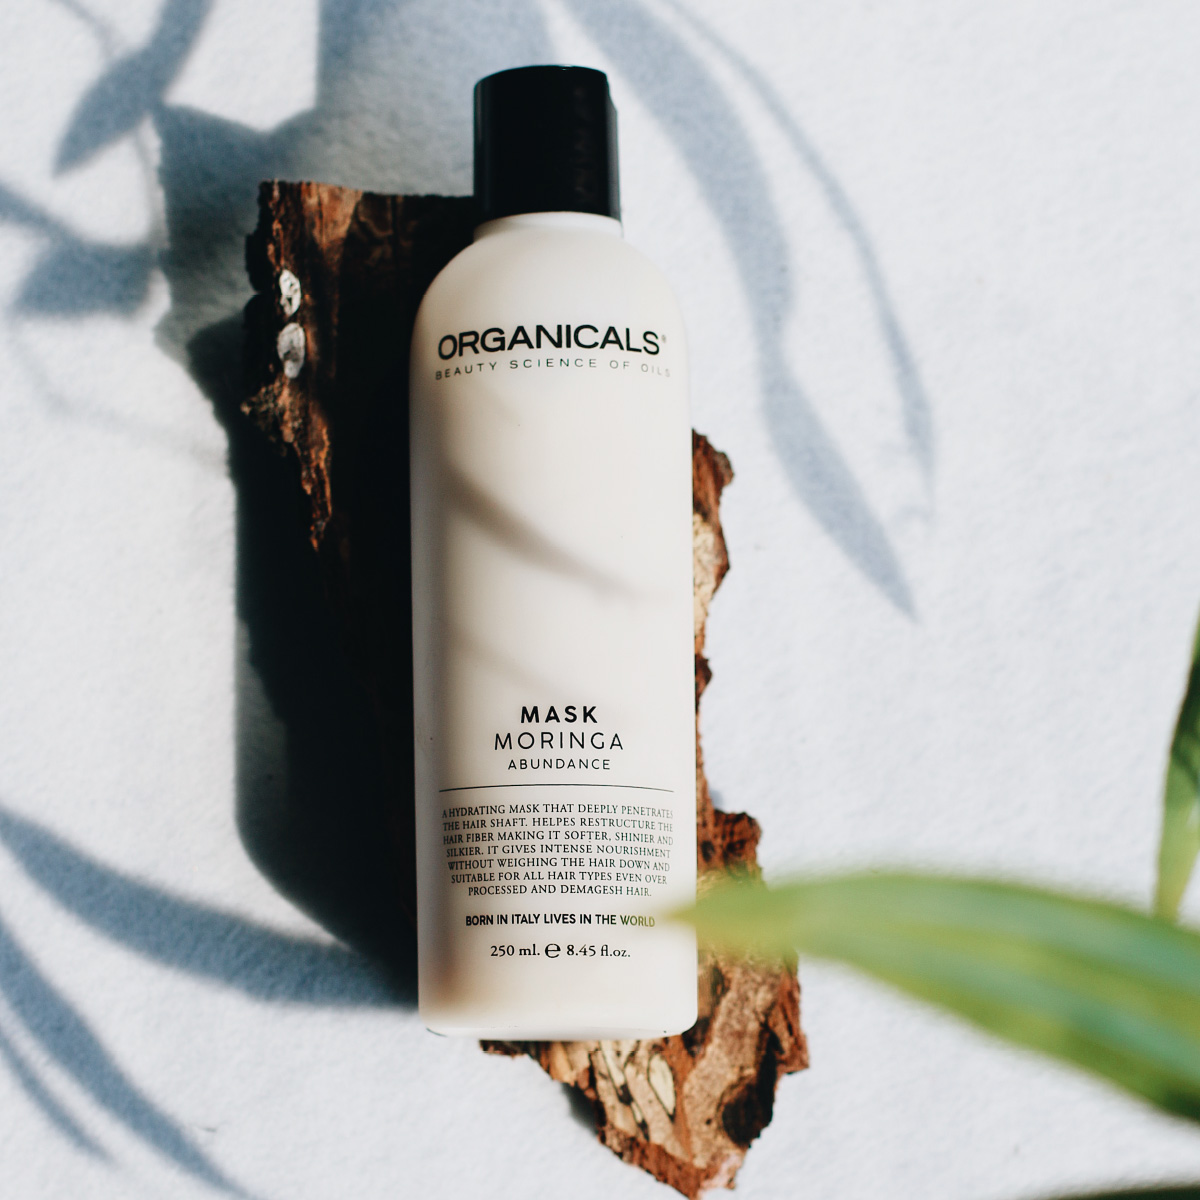 ORGANICALS®
BEAUTY SCIENCE OF OILS
MASK
MORINGA
ABUNDANCE
A HYDRATING MASK THAT DEEPLY PENETRATES
THE HAIR SHAFT. HELPES RESTRUCTURE THE
HAIR FIBER MAKING IT SOFTER, SHINIER AND
SILKIER. IT GIVES INTENSE NOURISHMENT
WITHOUT WEIGHING THE HAIR DOWN AND
SUITABLE FOR ALL HAIR TYPES EVEN OVER
PROCESSED AND DEMAGESH HAIR.
BORN IN ITALY LIVES IN THE WORLD
250 ml. ℮ 8.45 fl.oz.